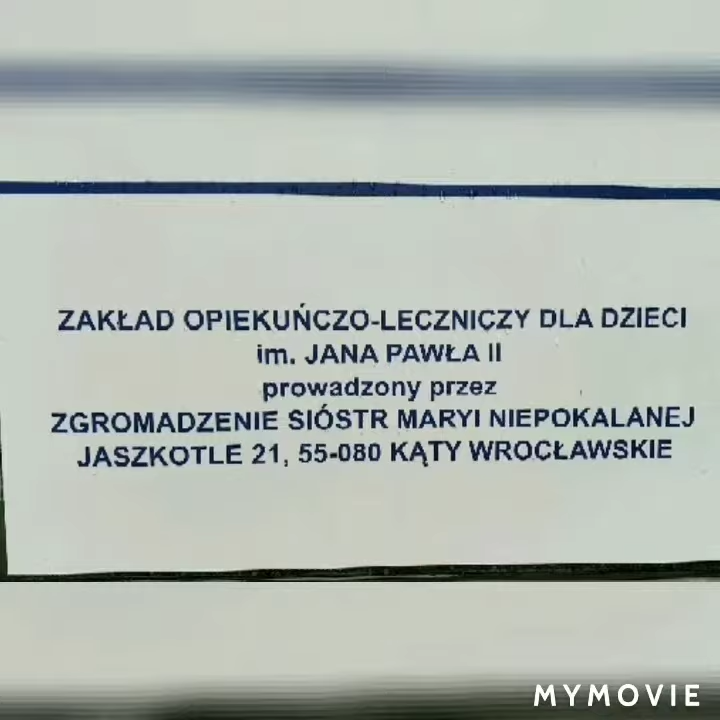 ZAKŁAD OPIEKUŃCZO-LECZNICZY DLA DZIECI
im. JANA PAWŁA II
prowadzony przez
ZGROMADZENIE SIÓSTR MARYI NIEPOKALANEJ
JASZKOTLE 21, 55-080 KĄTY WROCŁAWSKIE
MYMOVIE